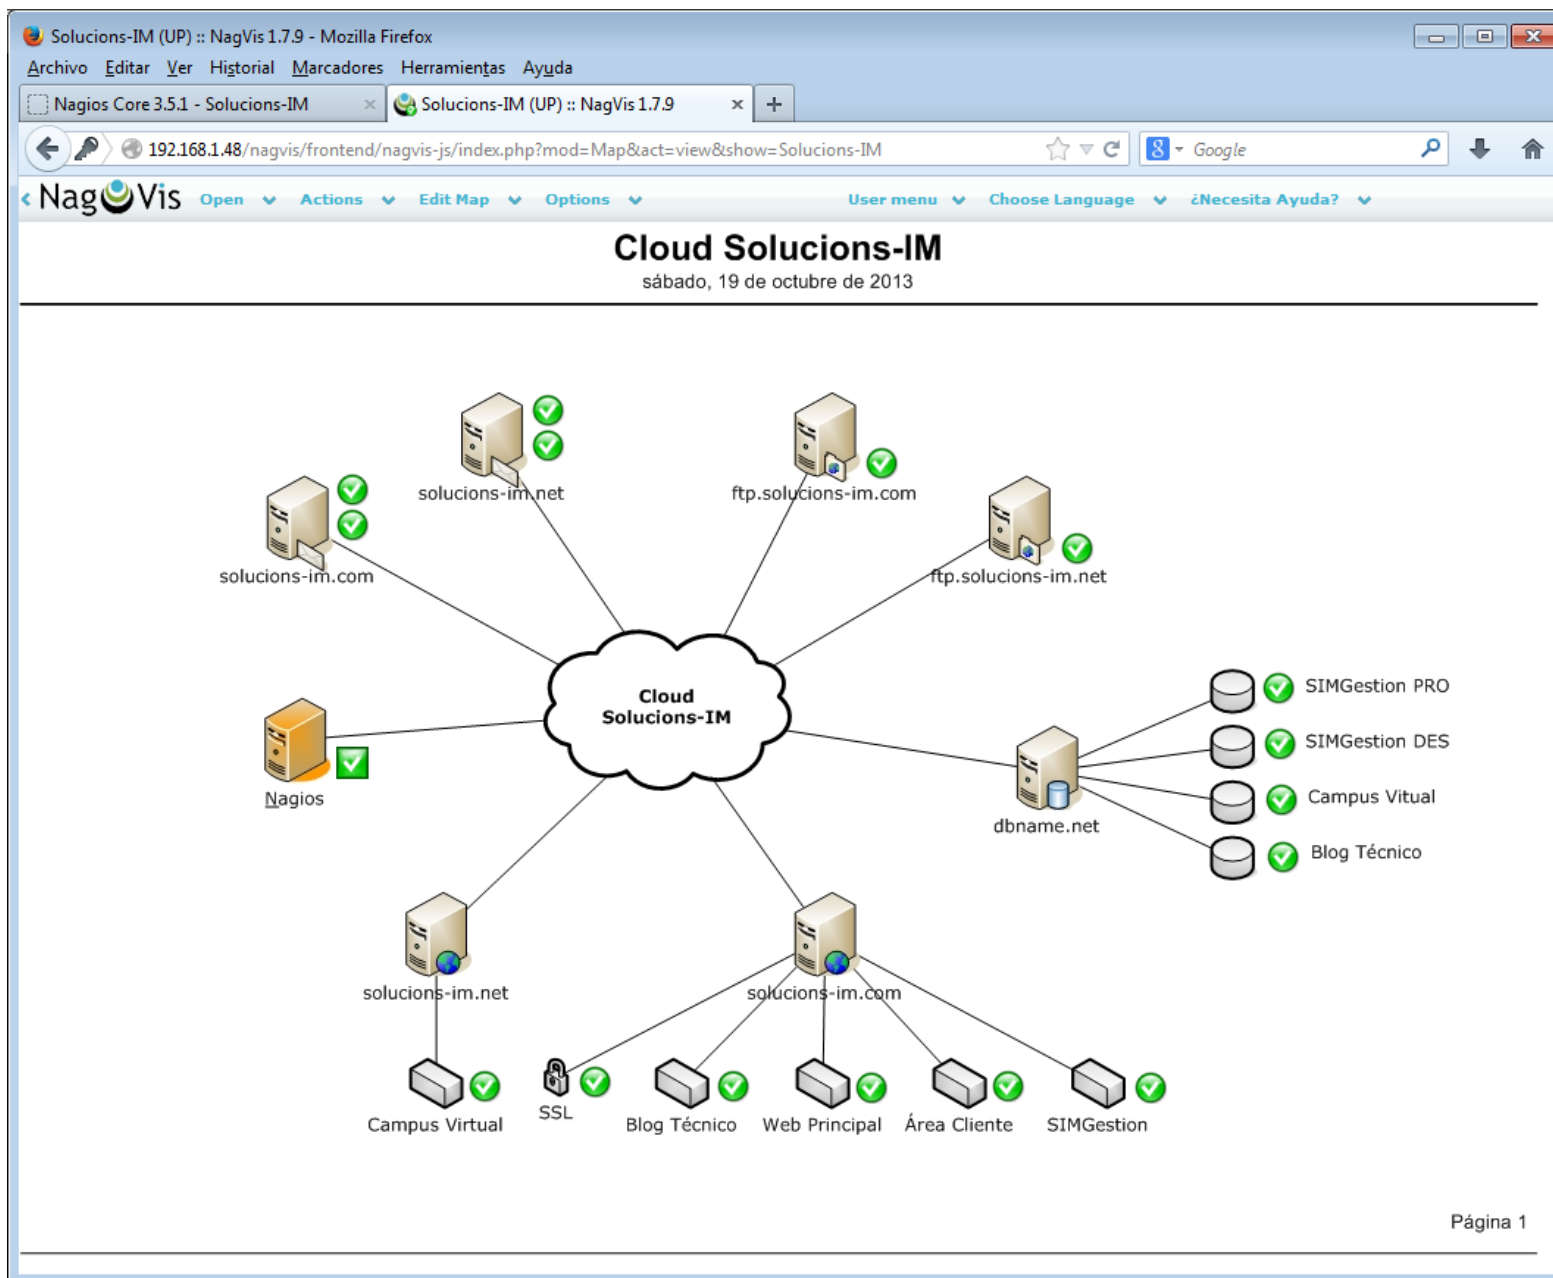 Solucions-IM (UP) :: NagVis 1.7.9 - Mozilla Firefox
Archivo Editar Ver Historial Marcadores Herramientas Ayuda
Nagios Core 3.5.1 - Solucions-IM
Solucions-IM (UP) :: NagVis 1.7.9
192.168.1.48/nagvis/frontend/nagvis-js/index.php?mod=Map&act=view&show=Solucions-IM
8 Google
NagVis Open Actions Edit Map Options User menu Choose Language ¿Necesita Ayuda?
Cloud Solucions-IM
sábado, 19 de octubre de 2013
solucions-im.net
ftp.solucions-im.com
solucions-im.com
ftp.solucions-im.net
Cloud
Solucions-IM
SIMGestion PRO
SIMGestion DES
Campus Vitual
Blog Técnico
Nagios
dbname.net
solucions-im.net
solucions-im.com
Campus Virtual
SSL
Blog Técnico
Web Principal
Área Cliente
SIMGestion
Página 1